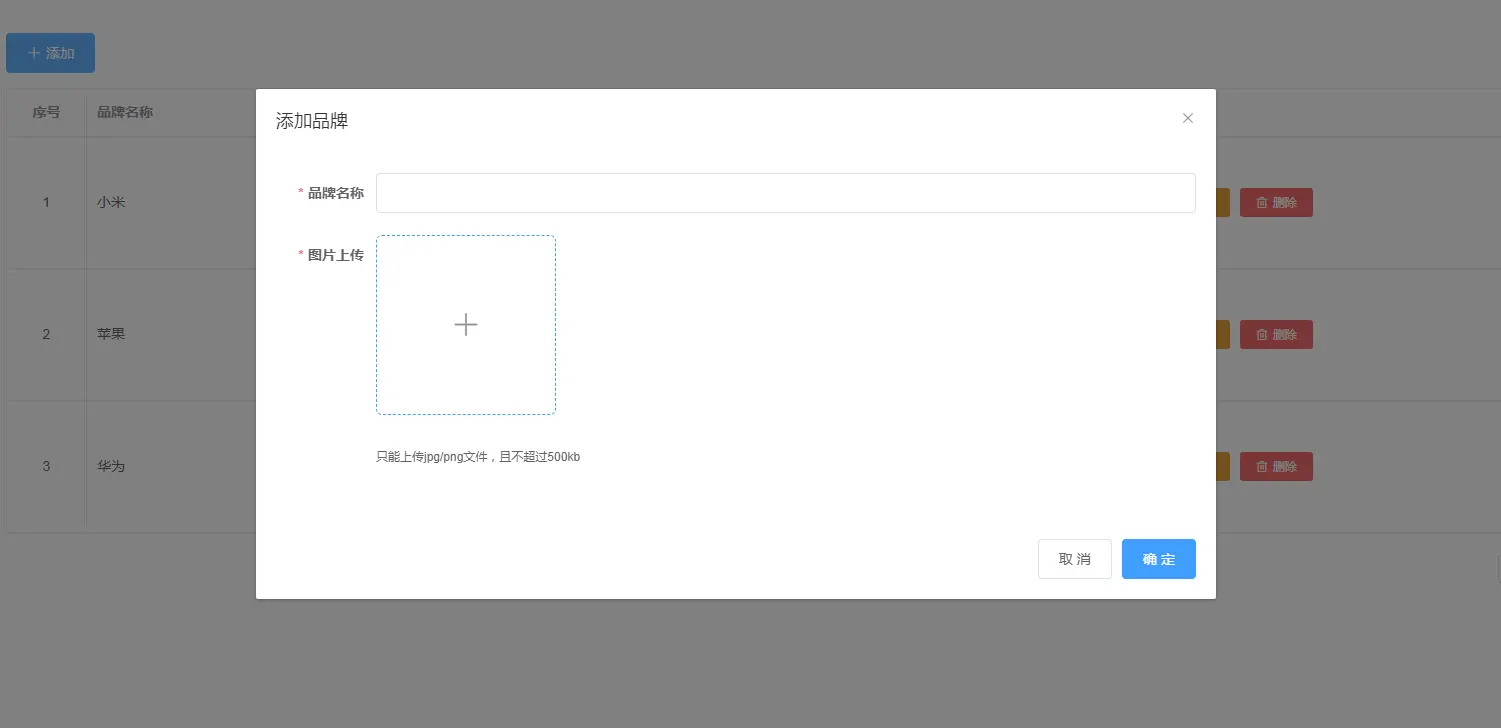 添加
序号 品牌名称
添加品牌
* 品牌名称
1 小米 删除
* 图片上传
2 苹果 删除
只能上传jpg/png文件，且不超过500kb
3 华为 删除
取 消 确 定